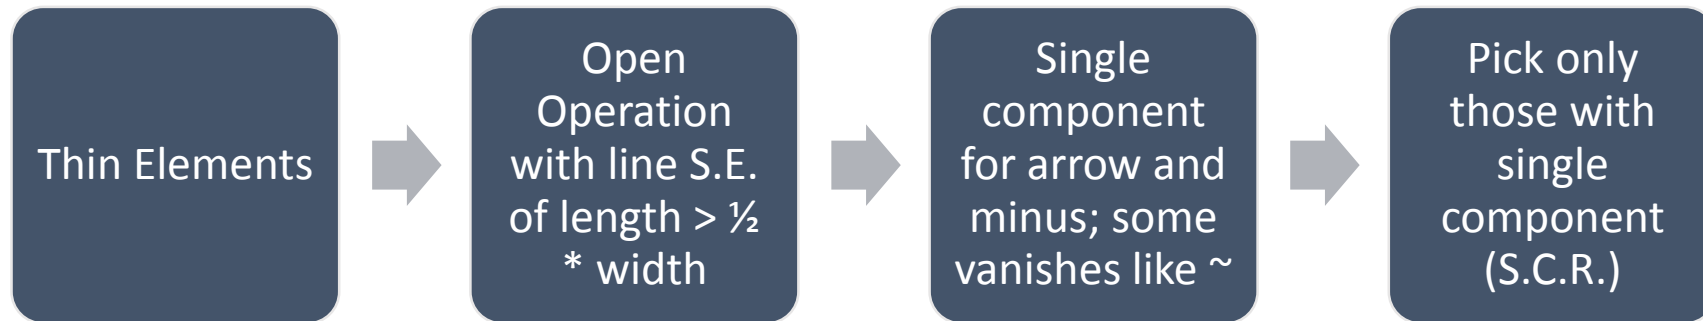 Thin Elements
Open
Operation
with line S.E.
of length > ½
* width
Single
component
for arrow and
minus; some
vanishes like ~
Pick only
those with
single
component
(S.C.R.)